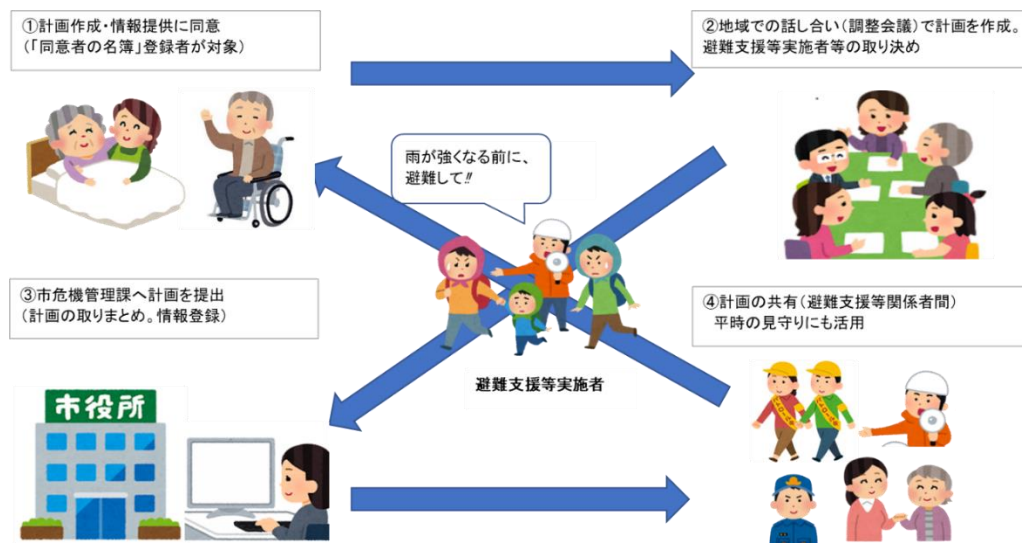 ①計画作成・情報提供に同意
(「同意者の名簿」登録者が対象)
②地域での話し合い(調整会議)で計画を作成。
避難支援等実施者等の取り決め
雨が強くなる前に、
避難して!!
③市危機管理課へ計画を提出
(計画の取りまとめ。情報登録)
④計画の共有(避難支援等関係者間)
平時の見守りにも活用
避難支援等実施者
市役所